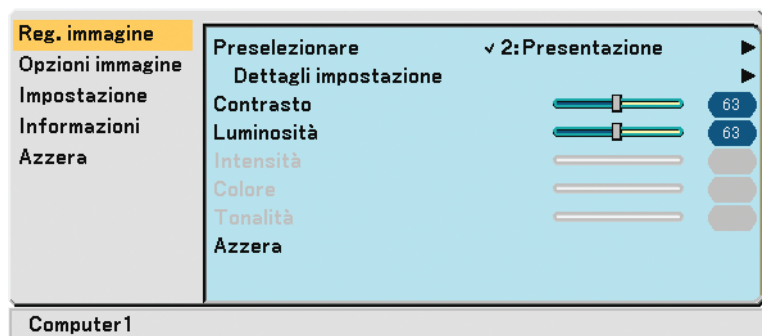 Reg. immagine
Opzioni immagine
Impostazione
Informazioni
Azzera
Preselezionare ✓ 2:Presentazione ▶
Dettagli impostazione ▶
Contrasto 63
Luminosità 63
Intensità
Colore
Tonalità
Azzera
Computer1